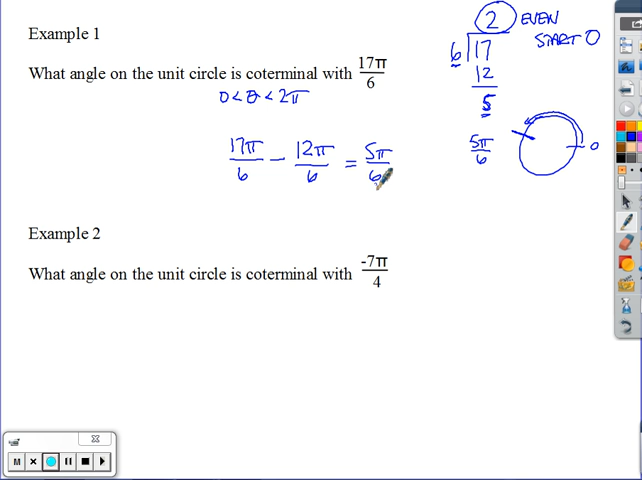 Example 1
What angle on the unit circle is coterminal with 17π/6
0 < θ < 2π
17π/6 − 12π/6 = 5π/6
2 EVEN
START 0
6 17
12
5
5π/6
0
Example 2
What angle on the unit circle is coterminal with -7π/4
M